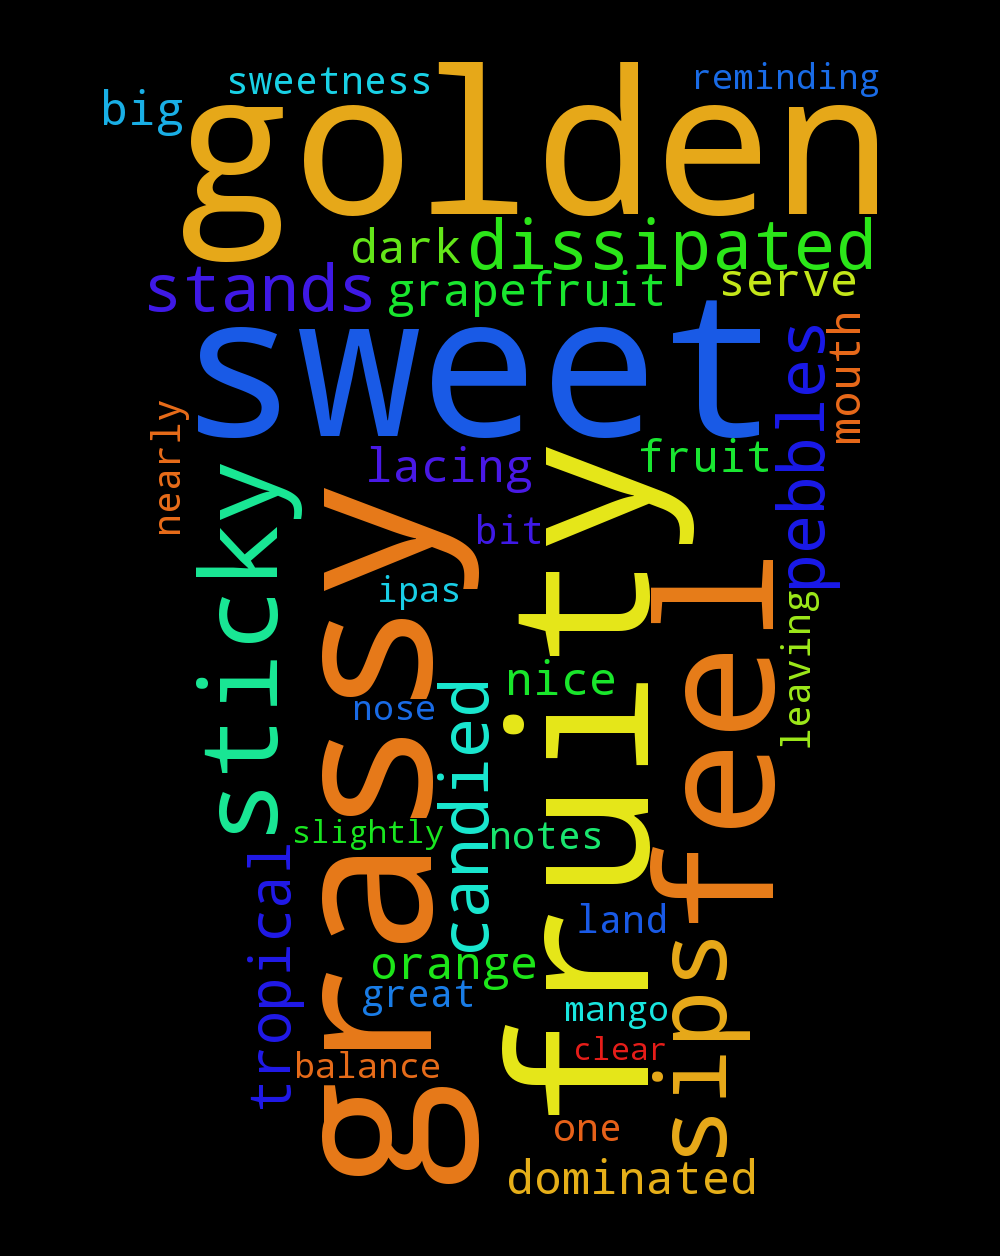 sweetness
reminding
big
golden
dark
dissipated
stands
grapefruit
serve
sweet
mouth
pebbles
nearly
lacing
fruit
sticky
grassy
fruity
bit
feel
ipas
leaving
nice
candied
nose
slightly
notes
tropical
land
orange
sips
great
mango
clear
balance
one
dominated